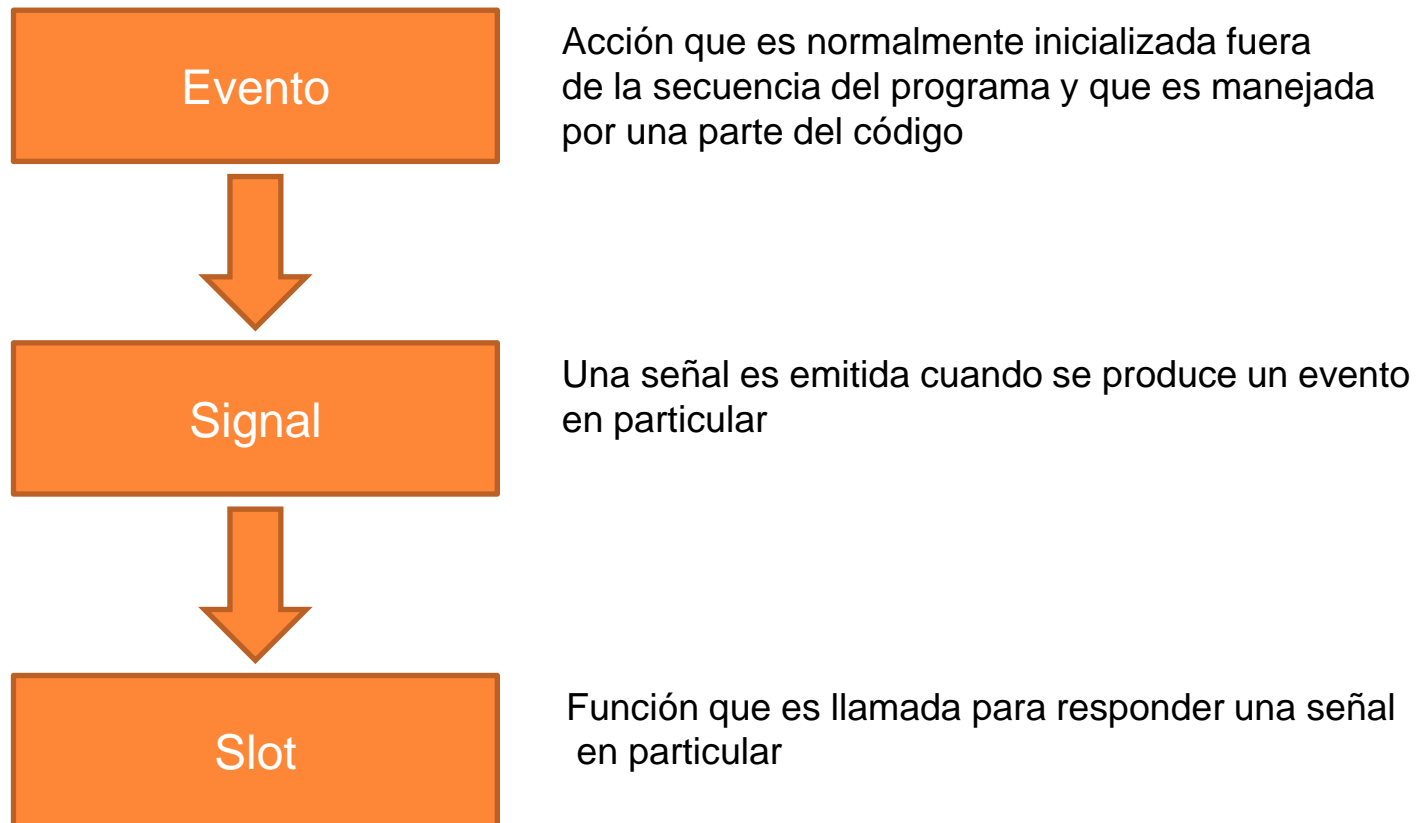 Evento
Acción que es normalmente inicializada fuera
de la secuencia del programa y que es manejada
por una parte del código
Signal
Una señal es emitida cuando se produce un evento
en particular
Slot
Función que es llamada para responder una señal
en particular